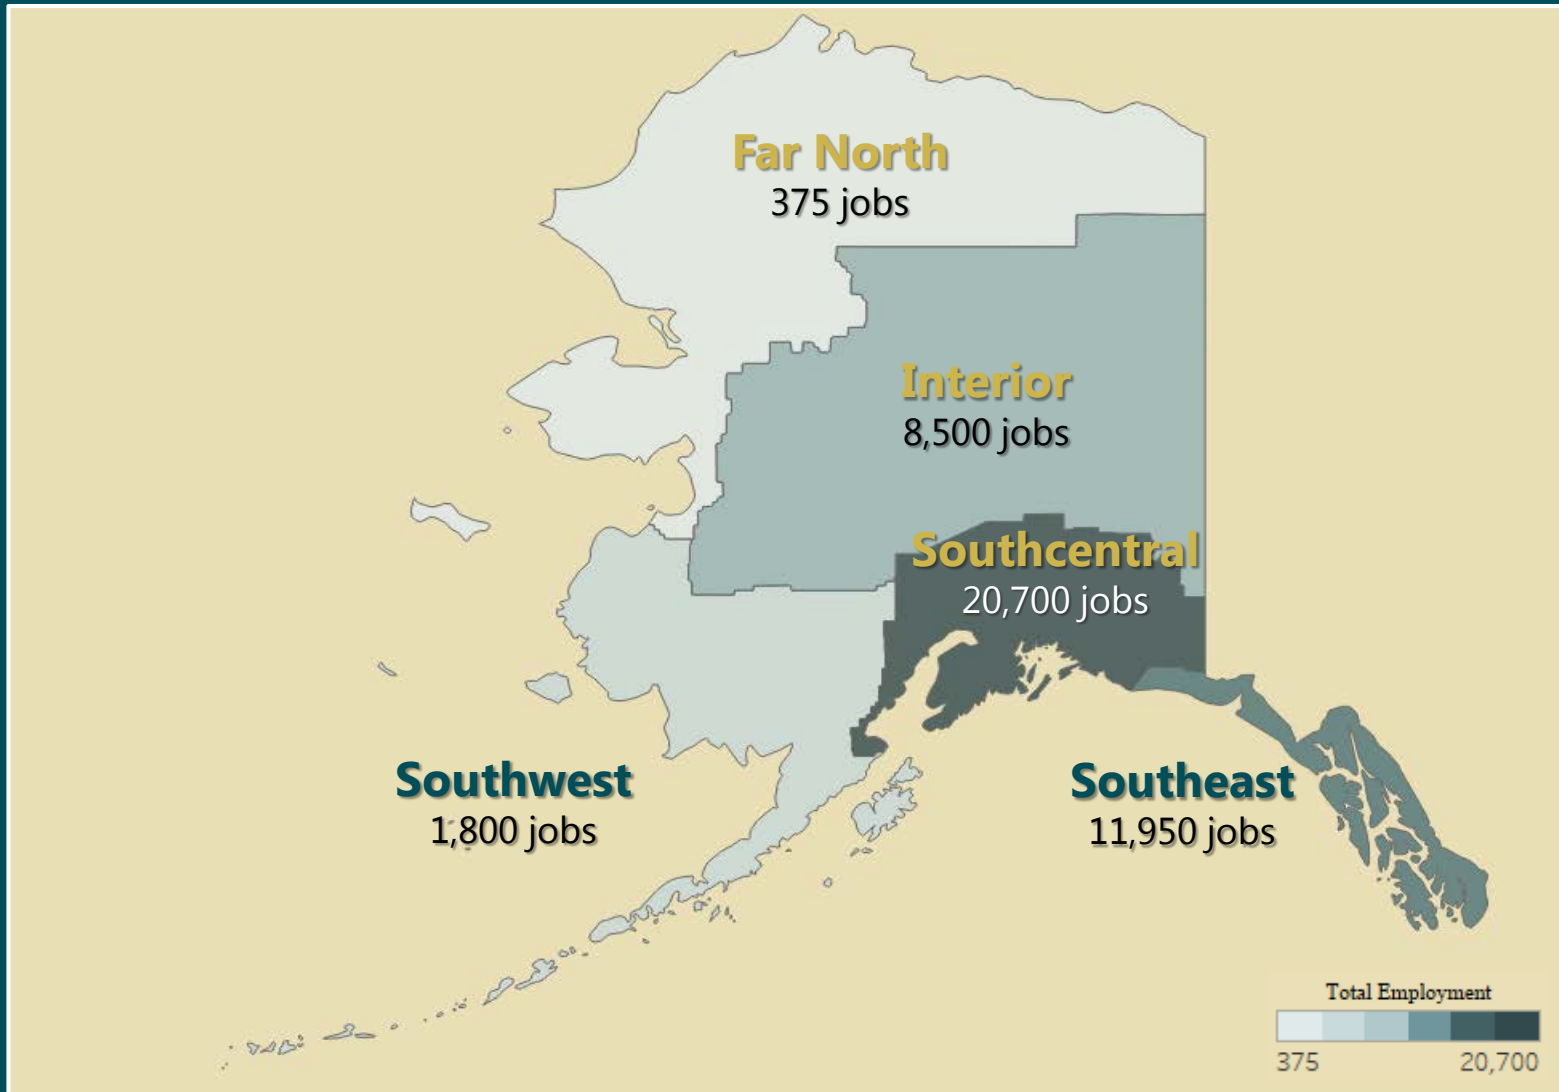 Far North
375 jobs
Interior
8,500 jobs
Southcentral
20,700 jobs
Southwest
1,800 jobs
Southeast
11,950 jobs
Total Employment
375 20,700